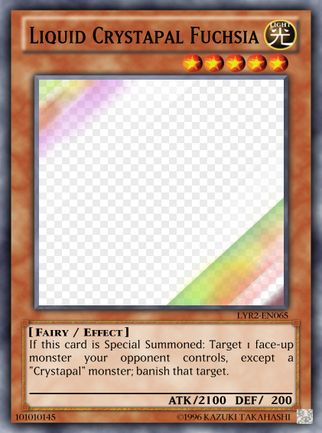 LIQUID CRYSTAPAL FUCHSIA
LIGHT
光
LYR2-EN065
[ FAIRY / EFFECT ]
If this card is Special Summoned: Target 1 face-up
monster your opponent controls, except a
"Crystapal" monster; banish that target.
ATK/2100 DEF/ 200
101010145
©1996 KAZUKI TAKAHASHI